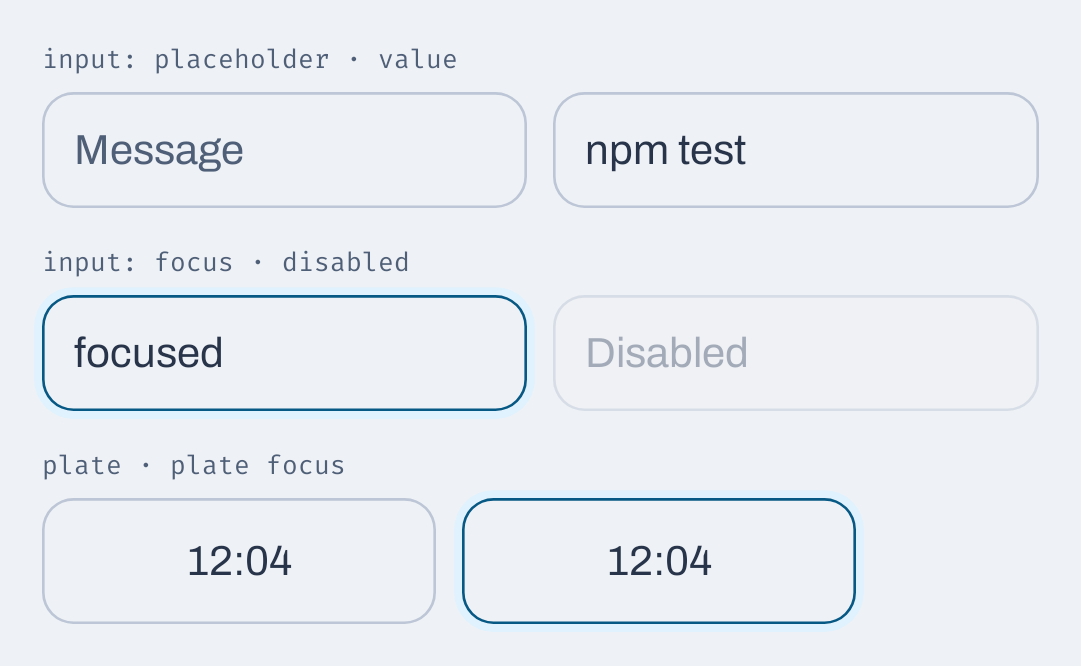 input: placeholder · value
Message
npm test
input: focus · disabled
focused
Disabled
plate · plate focus
12:04
12:04